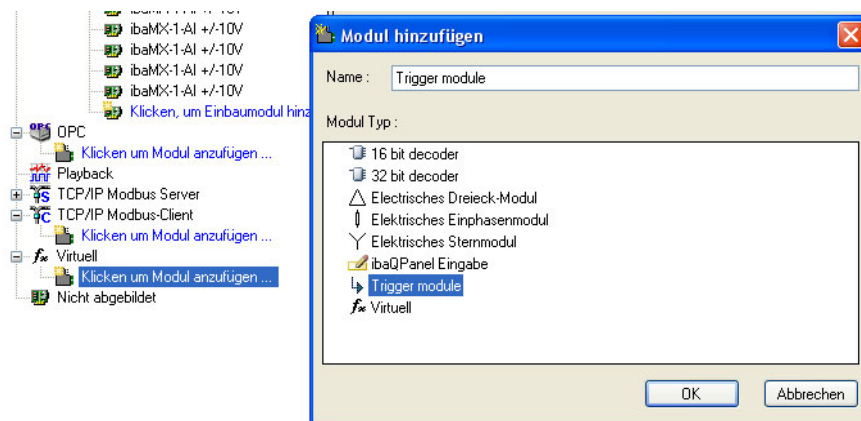 ibaMX-1-AI +/-10V
ibaMX-1-AI +/-10V
ibaMX-1-AI +/-10V
ibaMX-1-AI +/-10V
Klicken, um Einbaumodul hinz
OPC
Klicken um Modul anzufügen ...
Playback
TCP/IP Modbus Server
TCP/IP Modbus-Client
Klicken um Modul anzufügen ...
Virtuell
Klicken um Modul anzufügen ...
Nicht abgebildet
Modul hinzufügen
Name :
Trigger module
Modul Typ :
16 bit decoder
32 bit decoder
Electrisches Dreieck-Modul
Elektrisches Einphasenmodul
Elektrisches Sternmodul
ibaQPanel Eingabe
Trigger module
Virtuell
OK
Abbrechen